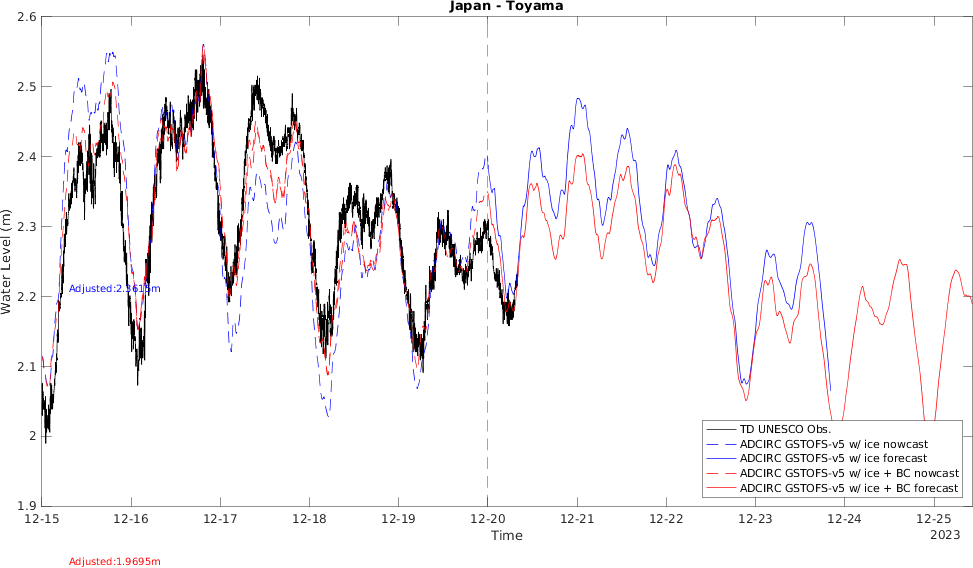 Japan - Toyama
2.6
2.5
2.4
2.3
2.2
2.1
2
1.9
Water Level (m)
Adjusted:2.3615m
TD UNESCO Obs.
ADCIRC GSTOFS-v5 w/ ice nowcast
ADCIRC GSTOFS-v5 w/ ice forecast
ADCIRC GSTOFS-v5 w/ ice + BC nowcast
ADCIRC GSTOFS-v5 w/ ice + BC forecast
12-15 12-16 12-17 12-18 12-19 12-20 12-21 12-22 12-23 12-24 12-25
Time
2023
Adjusted:1.9695m